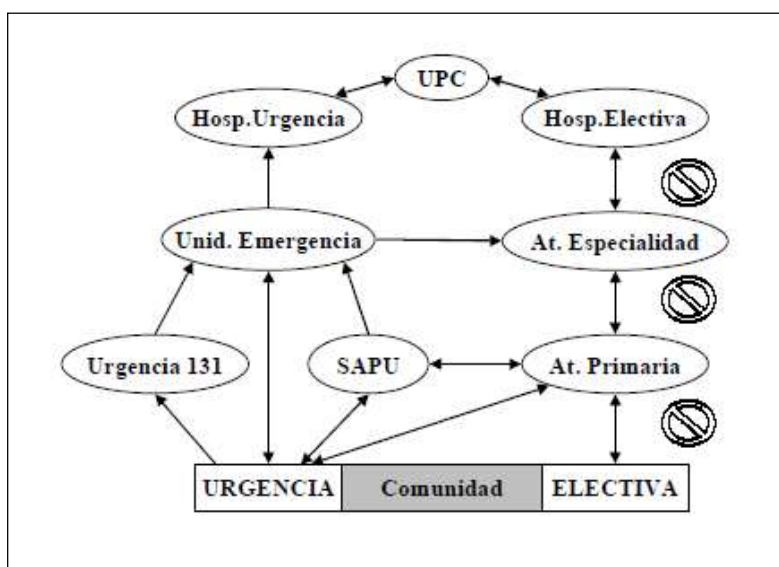 UPC
Hosp.Urgencia
Hosp.Electiva
Unid. Emergencia
At. Especialidad
Urgencia 131
SAPU
At. Primaria
URGENCIA
Comunidad
ELECTIVA